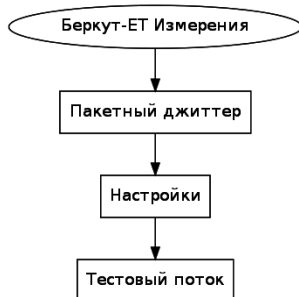 Беркут-ЕТ Измерения
Пакетный джиттер
Настройки
Тестовый поток